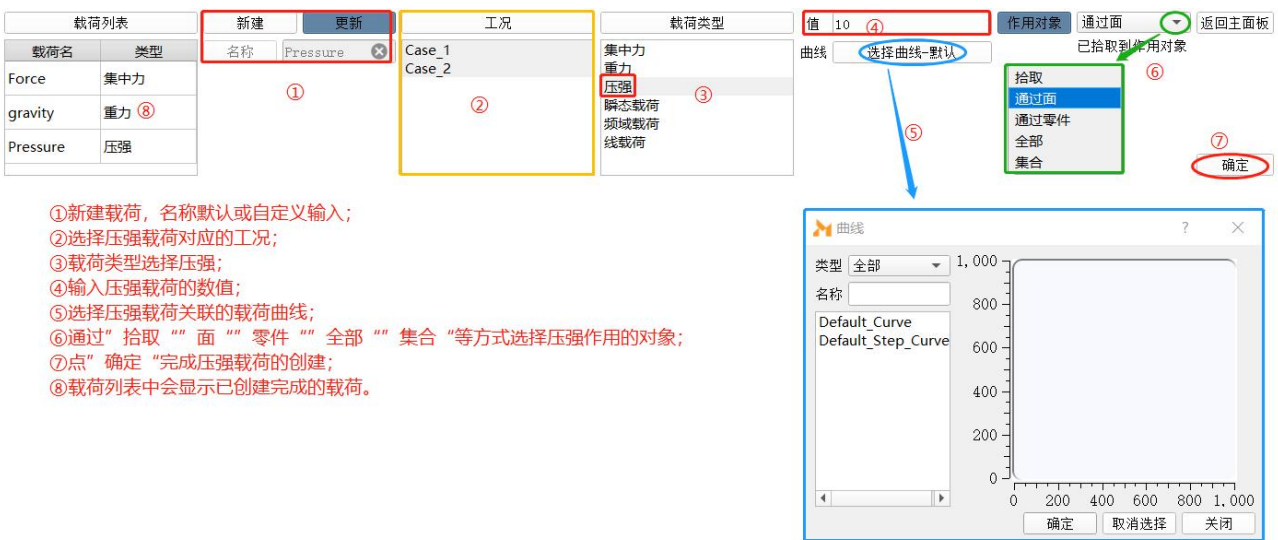 载荷列表 新建 更新 工况 载荷类型 值 10 ④ 作用对象 通过面 返回主面板
载荷名 类型 名称 Pressure Case_1 集中力 曲线 选择曲线-默认 已拾取到作用对象
Case_2 重力 ⑥
Force 集中力 ① ② 压强 ③ 拾取
瞬态载荷 通过面
gravity 重力 ⑧ 频域载荷 ⑤ 通过零件
线载荷 全部 ⑦
Pressure 压强 集合 确定
①新建载荷，名称默认或自定义输入；
②选择压强载荷对应的工况；
③载荷类型选择压强；
④输入压强载荷的数值；
⑤选择压强载荷关联的载荷曲线；
⑥通过”拾取“”面“”零件“”全部“”集合“等方式选择压强作用的对象；
⑦点”确定“完成压强载荷的创建；
⑧载荷列表中会显示已创建完成的载荷。
曲线 ? ×
类型 全部
名称
Default_Curve
Default_Step_Curve
1,000
800
600
400
200
0
0 200 400 600 800 1,000
确定 取消选择 关闭